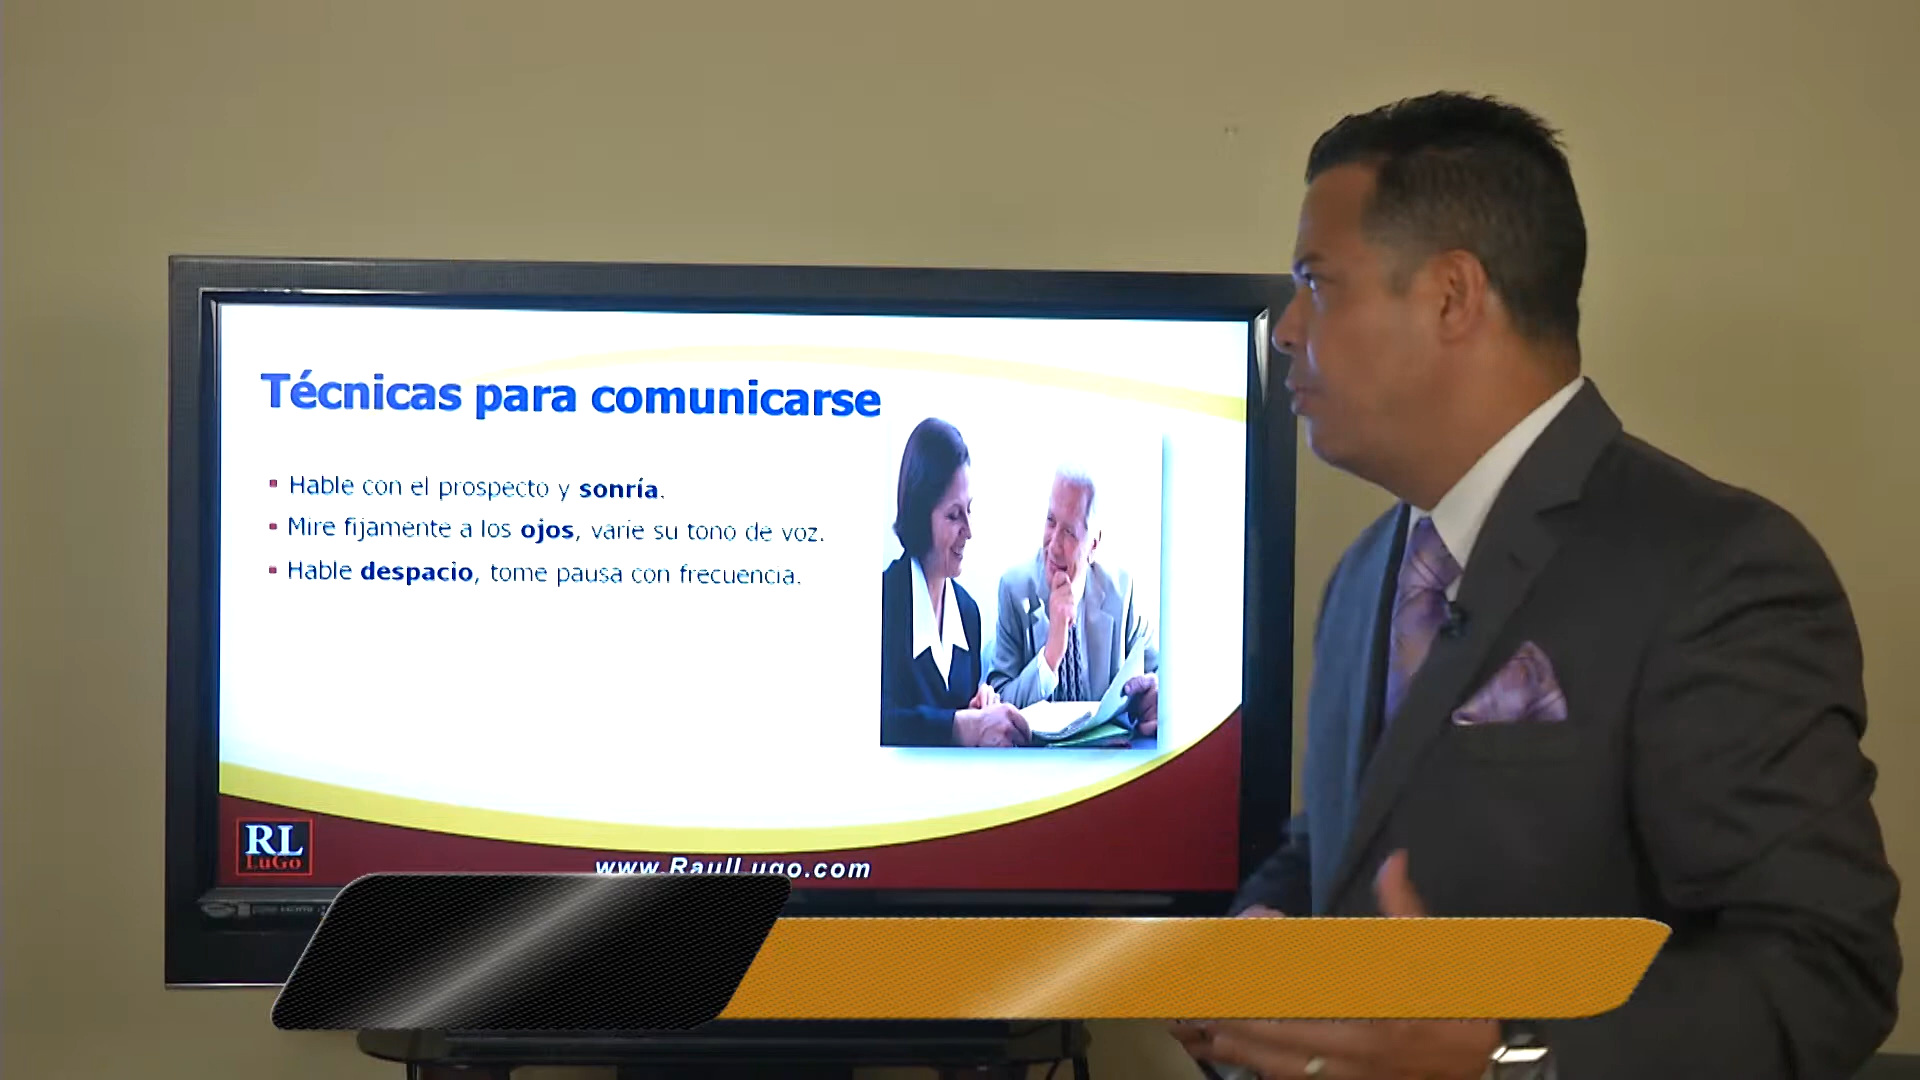 Técnicas para comunicarse
▪ Hable con el prospecto y sonría.
▪ Mire fijamente a los ojos, varíe su tono de voz.
▪ Hable despacio, tome pausa con frecuencia.
RL
LuGo
www.RaulLugo.com